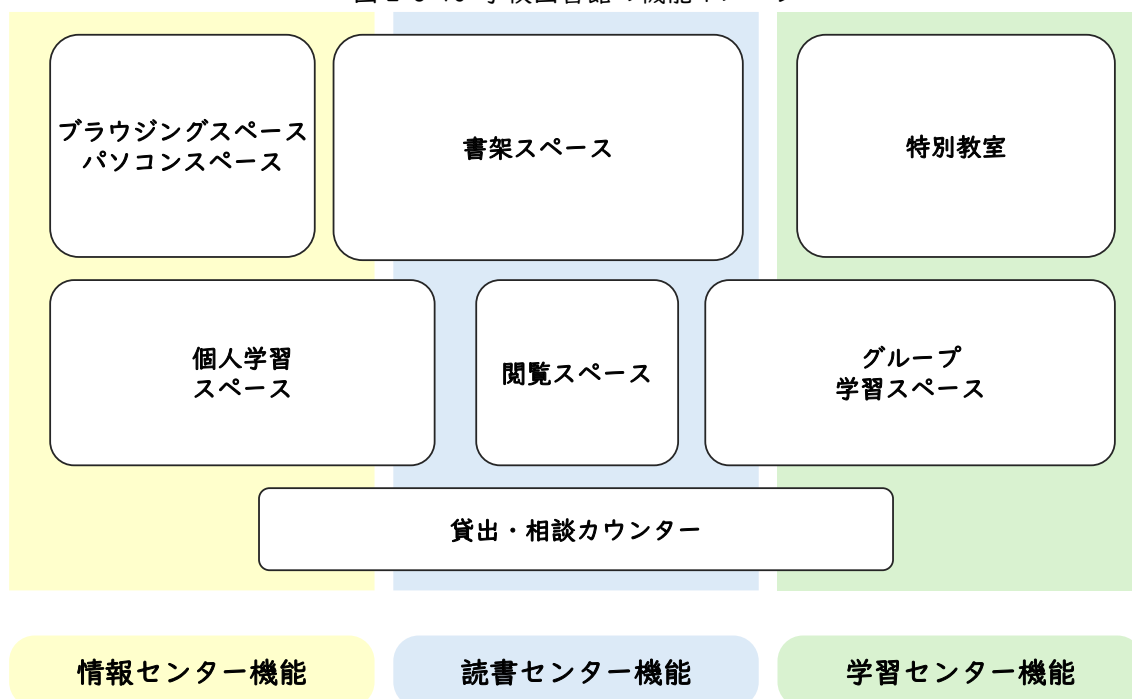 ブラウジングスペース
パソコンスペース
書架スペース
特別教室
個人学習
スペース
閲覧スペース
グループ
学習スペース
貸出・相談カウンター
情報センター機能
読書センター機能
学習センター機能